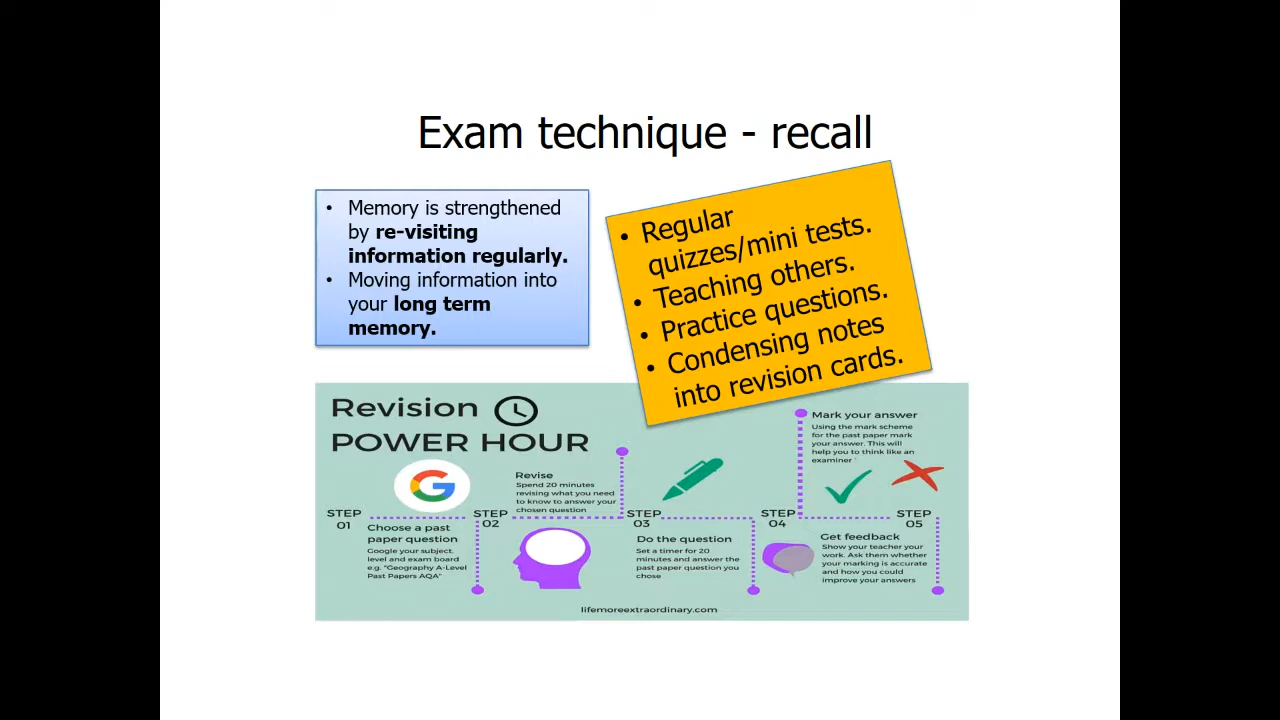 Exam technique - recall
• Memory is strengthened
by re-visiting
information regularly.
• Moving information into
your long term
memory.
• Regular
quizzes/mini tests.
• Teaching others.
• Practice questions.
• Condensing notes
into revision cards.
Revision
POWER HOUR
STEP
01
Choose a past
paper question
Google your subject,
level and exam board
e.g. "Geography A-Level
Past Papers AQA"
STEP
02
Revise
Spend 20 minutes
revising what you need
to know to answer your
chosen question
STEP
03
Do the question
Set a timer for 20
minutes and answer the
past paper question you
chose
STEP
04
Mark your answer
Using the mark scheme
for the past paper mark
your answer. This will
help you to think like an
examiner `
STEP
05
Get feedback
Show your teacher your
work. Ask them whether
your marking is accurate
and how you could
improve your answers
lifemoreextraordinary.com